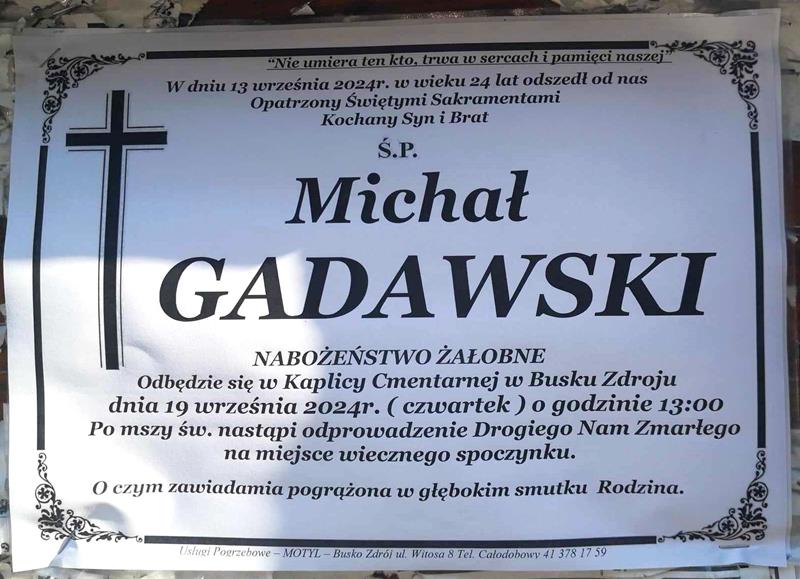 “Nie umiera ten kto, trwa w sercach i pamięci naszej”
W dniu 13 września 2024r. w wieku 24 lat odszedł od nas
Opatrzony Świętymi Sakramentami
Kochany Syn i Brat
Ś.P.
Michał
GADAWSKI
NABOŻEŃSTWO ŻAŁOBNE
Odbędzie się w Kaplicy Cmentarnej w Busku Zdroju
dnia 19 września 2024r. ( czwartek ) o godzinie 13:00
Po mszy św. nastąpi odprowadzenie Drogiego Nam Zmarłego
na miejsce wiecznego spoczynku.
O czym zawiadamia pogrążona w głębokim smutku Rodzina.
Usługi Pogrzebowe – MOTYL – Busko Zdrój ul. Witosa 8 Tel. Całodobowy 41 378 17 59